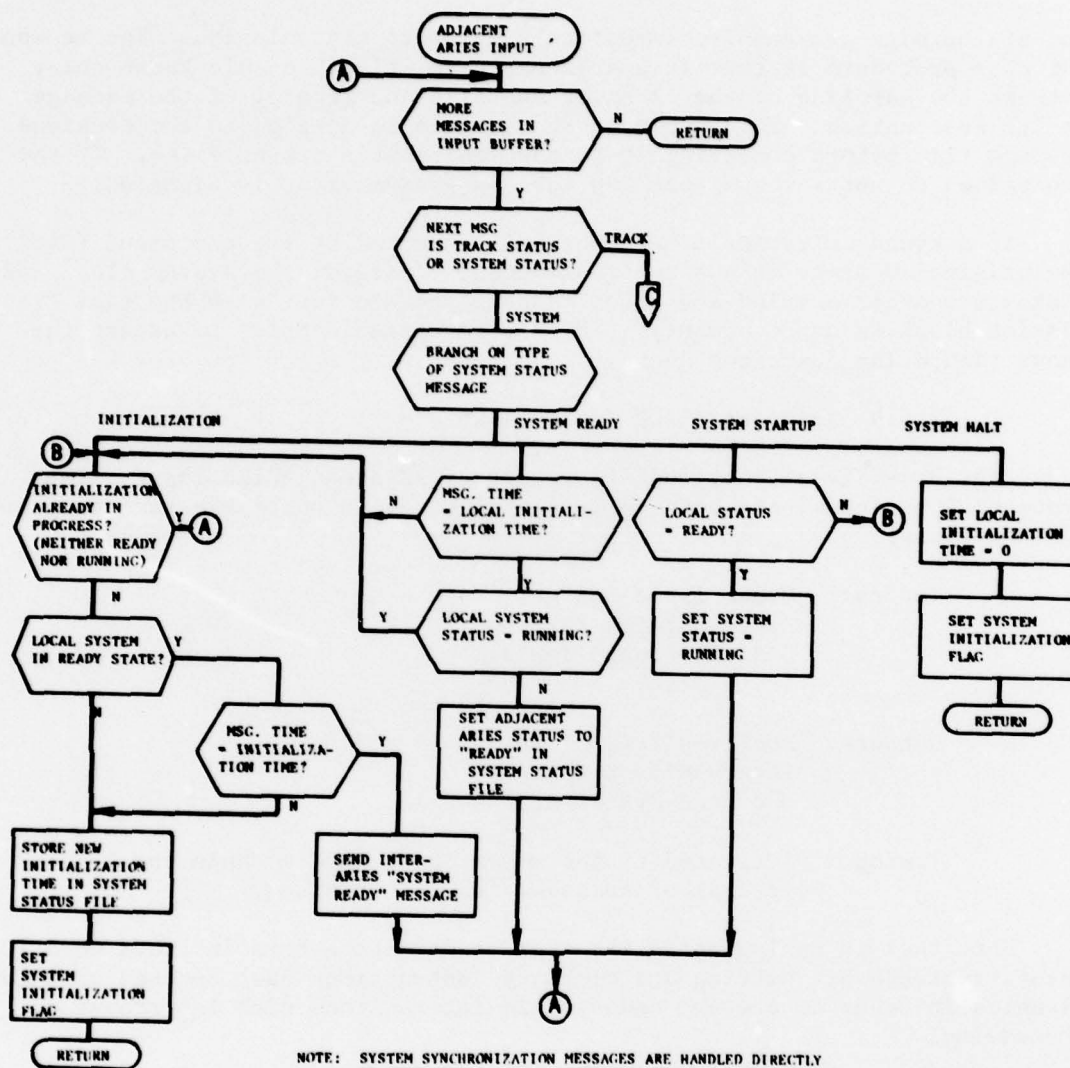 ADJACENT
ARIES INPUT
A
MORE
MESSAGES IN
INPUT BUFFER?
N
RETURN
Y
NEXT MSG
IS TRACK STATUS
OR SYSTEM STATUS?
TRACK
C
SYSTEM
BRANCH ON TYPE
OF SYSTEM STATUS
MESSAGE
INITIALIZATION
SYSTEM READY
SYSTEM STARTUP
SYSTEM HALT
B
INITIALIZATION
ALREADY IN
PROGRESS?
(NEITHER READY
NOR RUNNING)
Y
A
N
MSG. TIME
= LOCAL INITIALI-
ZATION TIME?
N
Y
LOCAL STATUS
= READY?
N
B
Y
SET LOCAL
INITIALIZATION
TIME = 0
LOCAL SYSTEM
IN READY STATE?
Y
N
Y
LOCAL SYSTEM
STATUS = RUNNING?
N
SET SYSTEM
STATUS =
RUNNING
SET SYSTEM
INITIALIZATION
FLAG
RETURN
MSG. TIME
= INITIALIZA-
TION TIME?
Y
N
SET ADJACENT
ARIES STATUS TO
"READY" IN
SYSTEM STATUS
FILE
STORE NEW
INITIALIZATION
TIME IN SYSTEM
STATUS FILE
SEND INTER-
ARIES "SYSTEM
READY" MESSAGE
SET
SYSTEM
INITIALIZATION
FLAG
A
RETURN
NOTE: SYSTEM SYNCHRONIZATION MESSAGES ARE HANDLED DIRECTLY